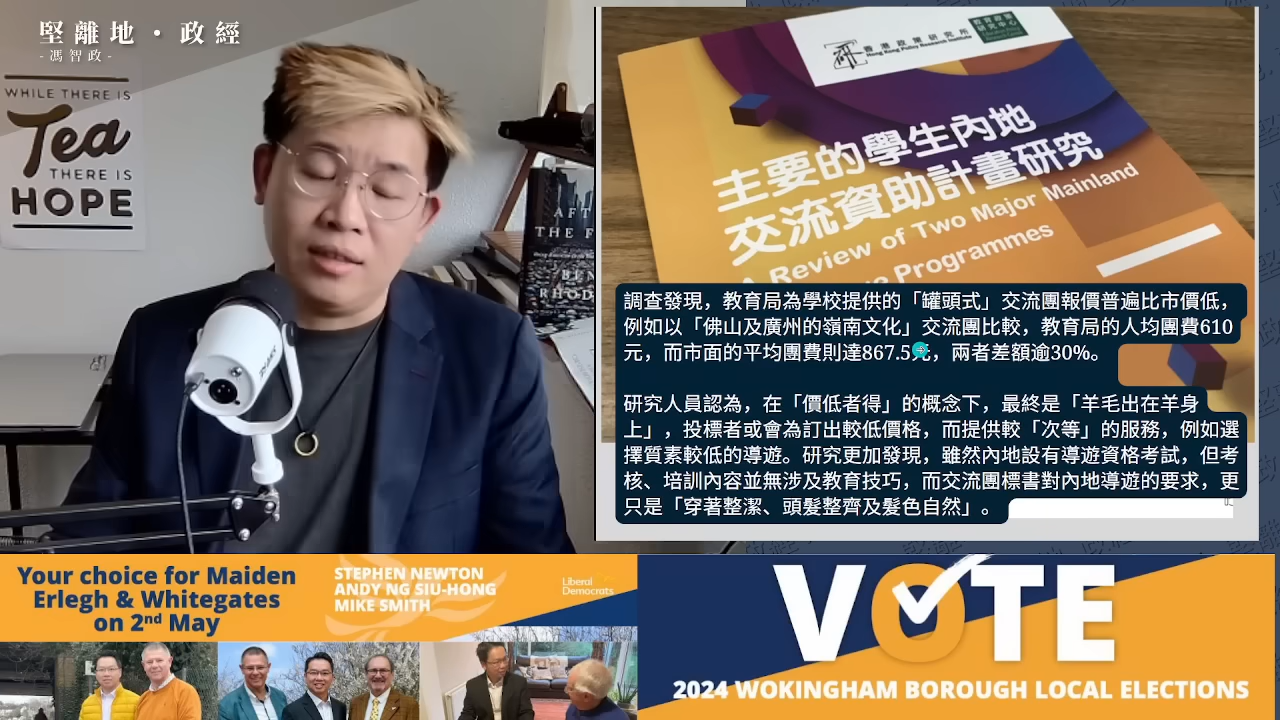 堅離地・政經
-馮智政-
WHILE THERE IS
Tea
THERE IS
HOPE
AFT
THE F
BEN
RHOD
香港政策研究所
Hong Kong Policy Research Institute
教育政策
研究中心
主要的學生內地
交流資助計畫研究
A Review of Two Major Mainland
Programmes
調查發現，教育局為學校提供的「罐頭式」交流團報價普遍比市價低，
例如以「佛山及廣州的嶺南文化」交流團比較，教育局的人均團費610
元，而市面的平均團費則達867.5元，兩者差額逾30%。
研究人員認為，在「價低者得」的概念下，最終是「羊毛出在羊身
上」，投標者或會為訂出較低價格，而提供較「次等」的服務，例如選
擇質素較低的導遊。研究更加發現，雖然內地設有導遊資格考試，但考
核、培訓內容並無涉及教育技巧，而交流團標書對內地導遊的要求，更
只是「穿著整潔、頭髮整齊及髮色自然」。
Your choice for Maiden
Erlegh & Whitegates
on 2nd May
STEPHEN NEWTON
ANDY NG SIU-HONG
MIKE SMITH
Liberal
Democrats
VOTE
2024 WOKINGHAM BOROUGH LOCAL ELECTIONS